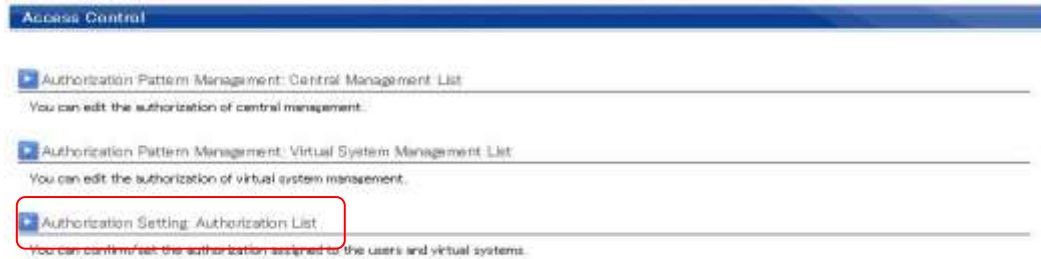 Access Control
Authorization Pattern Management: Central Management List
You can edit the authorization of central management.
Authorization Pattern Management: Virtual System Management List
You can edit the authorization of virtual system management.
Authorization Setting: Authorization List
You can confirm/set the authorization assigned to the users and virtual systems.